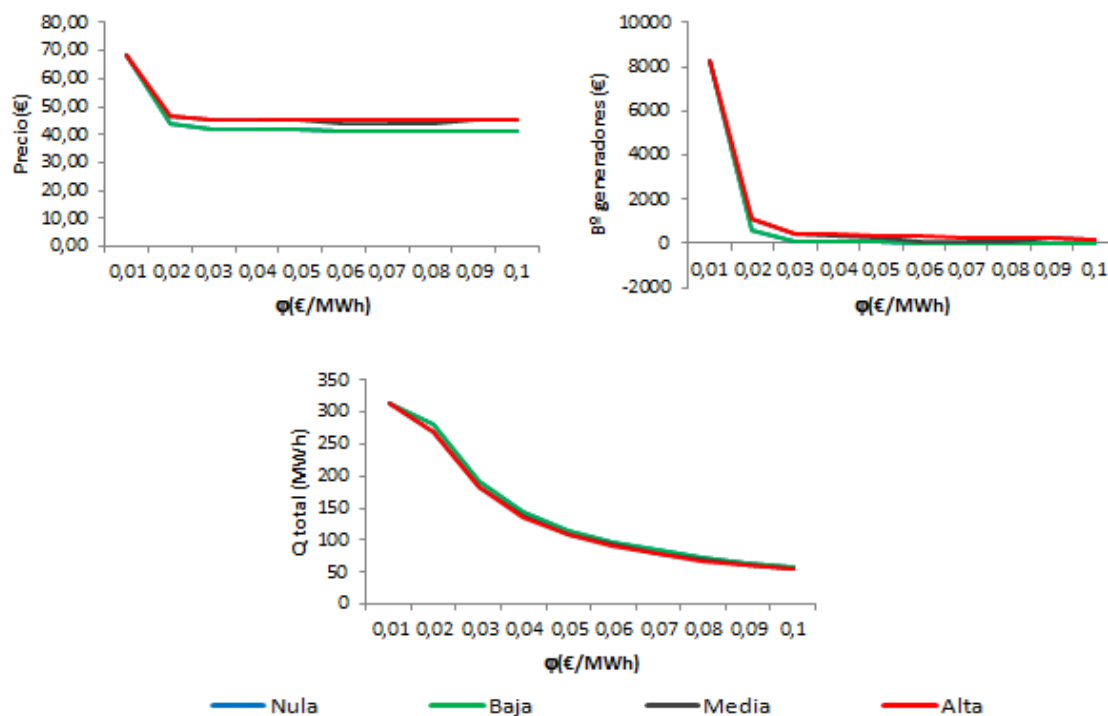 Precio(€)
80,00
70,00
60,00
50,00
40,00
30,00
20,00
10,00
0,00
0,01 0,02 0,03 0,04 0,05 0,06 0,07 0,08 0,09 0,1
φ(€/MWh)
Bº generadores (€)
10000
8000
6000
4000
2000
0
-2000
0,01 0,02 0,03 0,04 0,05 0,06 0,07 0,08 0,09 0,1
φ(€/MWh)
Q total (MWh)
350
300
250
200
150
100
50
0
0,01 0,02 0,03 0,04 0,05 0,06 0,07 0,08 0,09 0,1
φ(€/MWh)
Nula Baja Media Alta